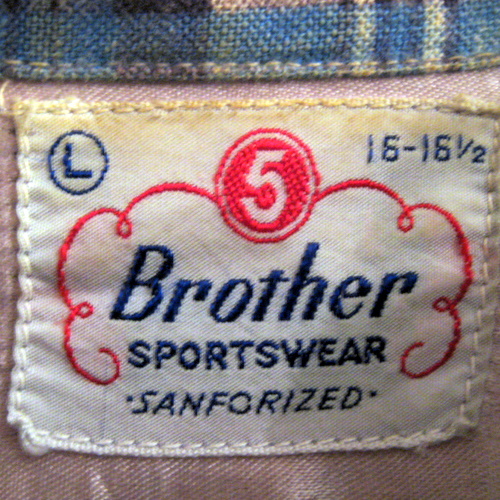 L
16-16½
5
Brother
SPORTSWEAR
·SANFORIZED·